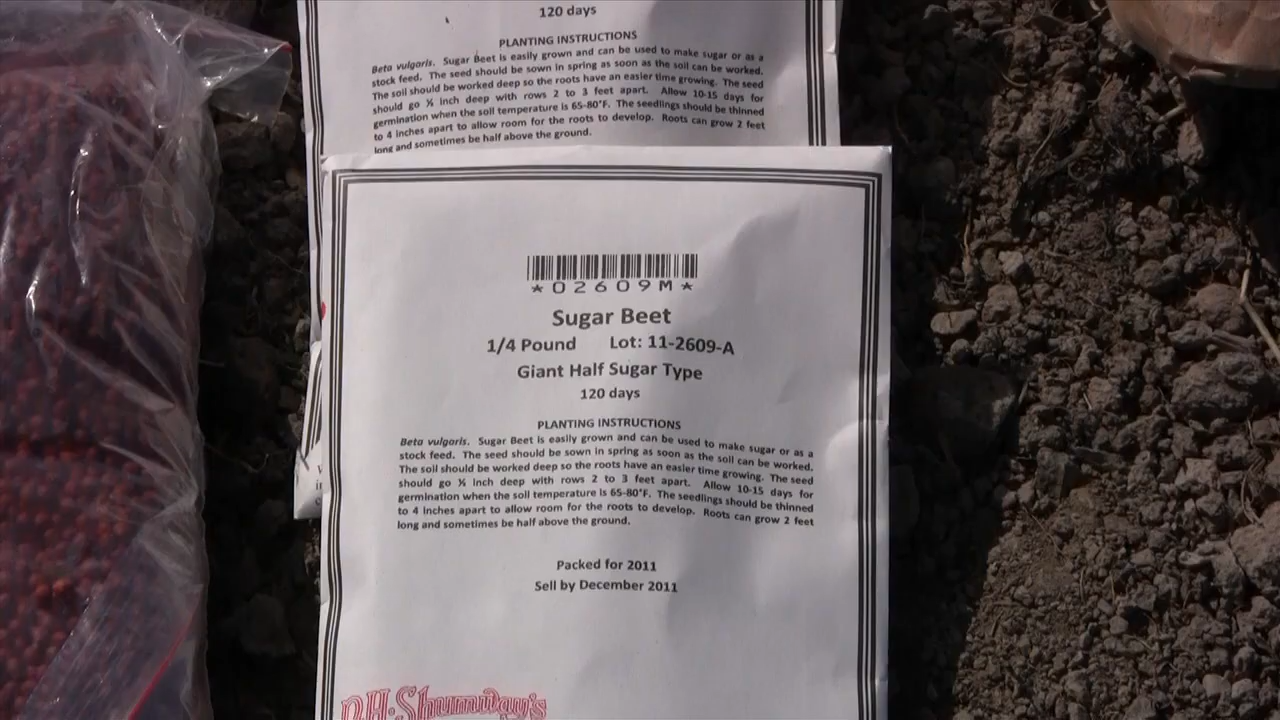 120 days
PLANTING INSTRUCTIONS
Beta vulgaris. Sugar Beet is easily grown and can be used to make sugar or as a
stock feed. The seed should be sown in spring as soon as the soil can be worked.
The soil should be worked deep so the roots have an easier time growing. The seed
should go ½ inch deep with rows 2 to 3 feet apart. Allow 10-15 days for
germination when the soil temperature is 65-80°F. The seedlings should be thinned
to 4 inches apart to allow room for the roots to develop. Roots can grow 2 feet
long and sometimes be half above the ground.
*02609M*
Sugar Beet
1/4 Pound Lot: 11-2609-A
Giant Half Sugar Type
120 days
PLANTING INSTRUCTIONS
Beta vulgaris. Sugar Beet is easily grown and can be used to make sugar or as a
stock feed. The seed should be sown in spring as soon as the soil can be worked.
The soil should be worked deep so the roots have an easier time growing. The seed
should go ½ inch deep with rows 2 to 3 feet apart. Allow 10-15 days for
germination when the soil temperature is 65-80°F. The seedlings should be thinned
to 4 inches apart to allow room for the roots to develop. Roots can grow 2 feet
long and sometimes be half above the ground.
Packed for 2011
Sell by December 2011
R.H. Shumway's